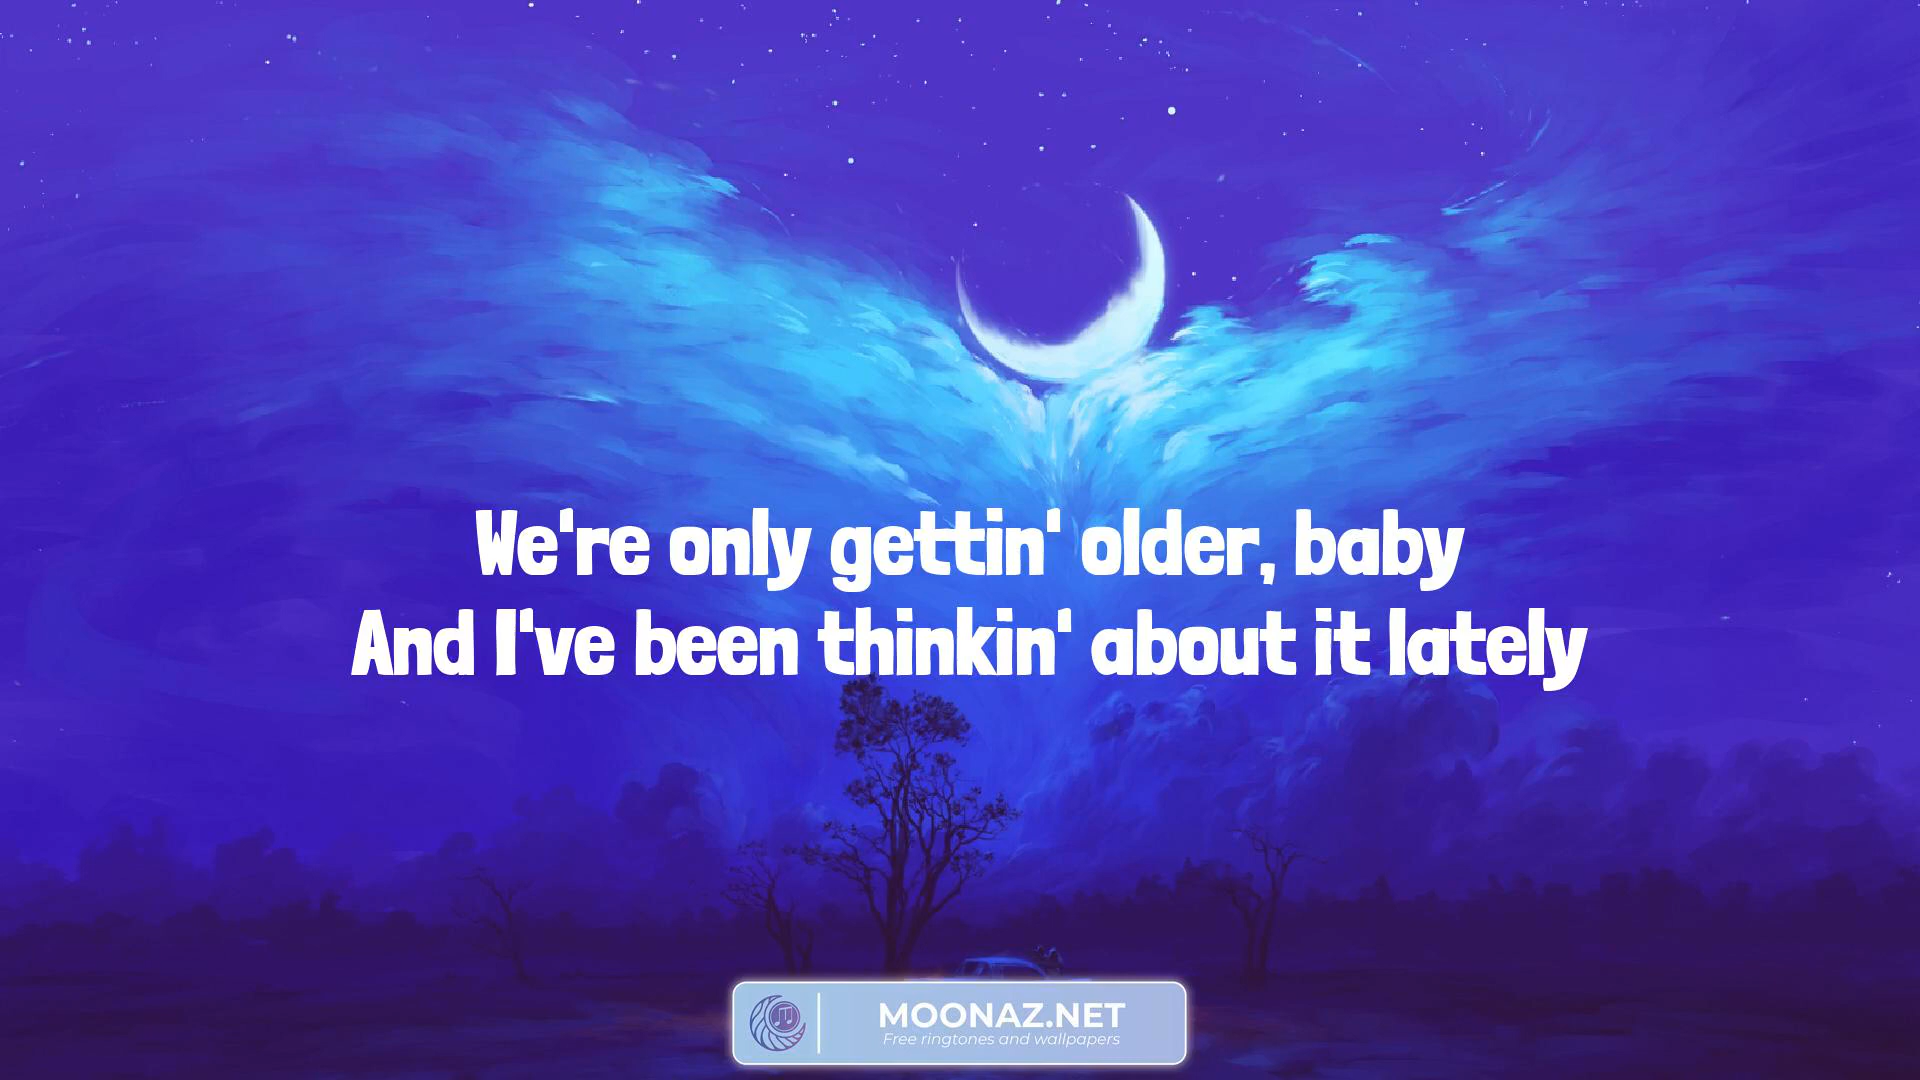 We're only gettin' older, baby
And I've been thinkin' about it lately
MOONAZ.NET
Free ringtones and wallpapers